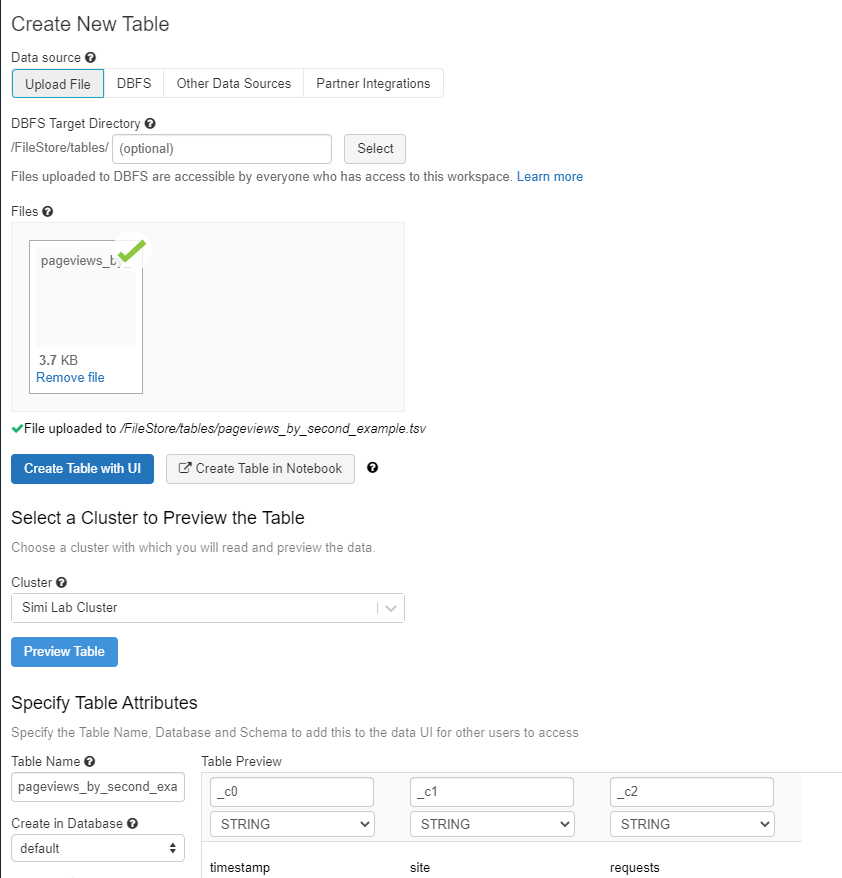 Create New Table
Data source
Upload File DBFS Other Data Sources Partner Integrations
DBFS Target Directory
/FileStore/tables/ (optional) Select
Files uploaded to DBFS are accessible by everyone who has access to this workspace. Learn more
Files
pageviews_by_
3.7 KB
Remove file
File uploaded to /FileStore/tables/pageviews_by_second_example.tsv
Create Table with UI Create Table in Notebook
Select a Cluster to Preview the Table
Choose a cluster with which you will read and preview the data.
Cluster
Simi Lab Cluster
Preview Table
Specify Table Attributes
Specify the Table Name, Database and Schema to add this to the data UI for other users to access
Table Name Table Preview
pageviews_by_second_exa _c0 _c1 _c2
Create in Database STRING STRING STRING
default
timestamp site requests